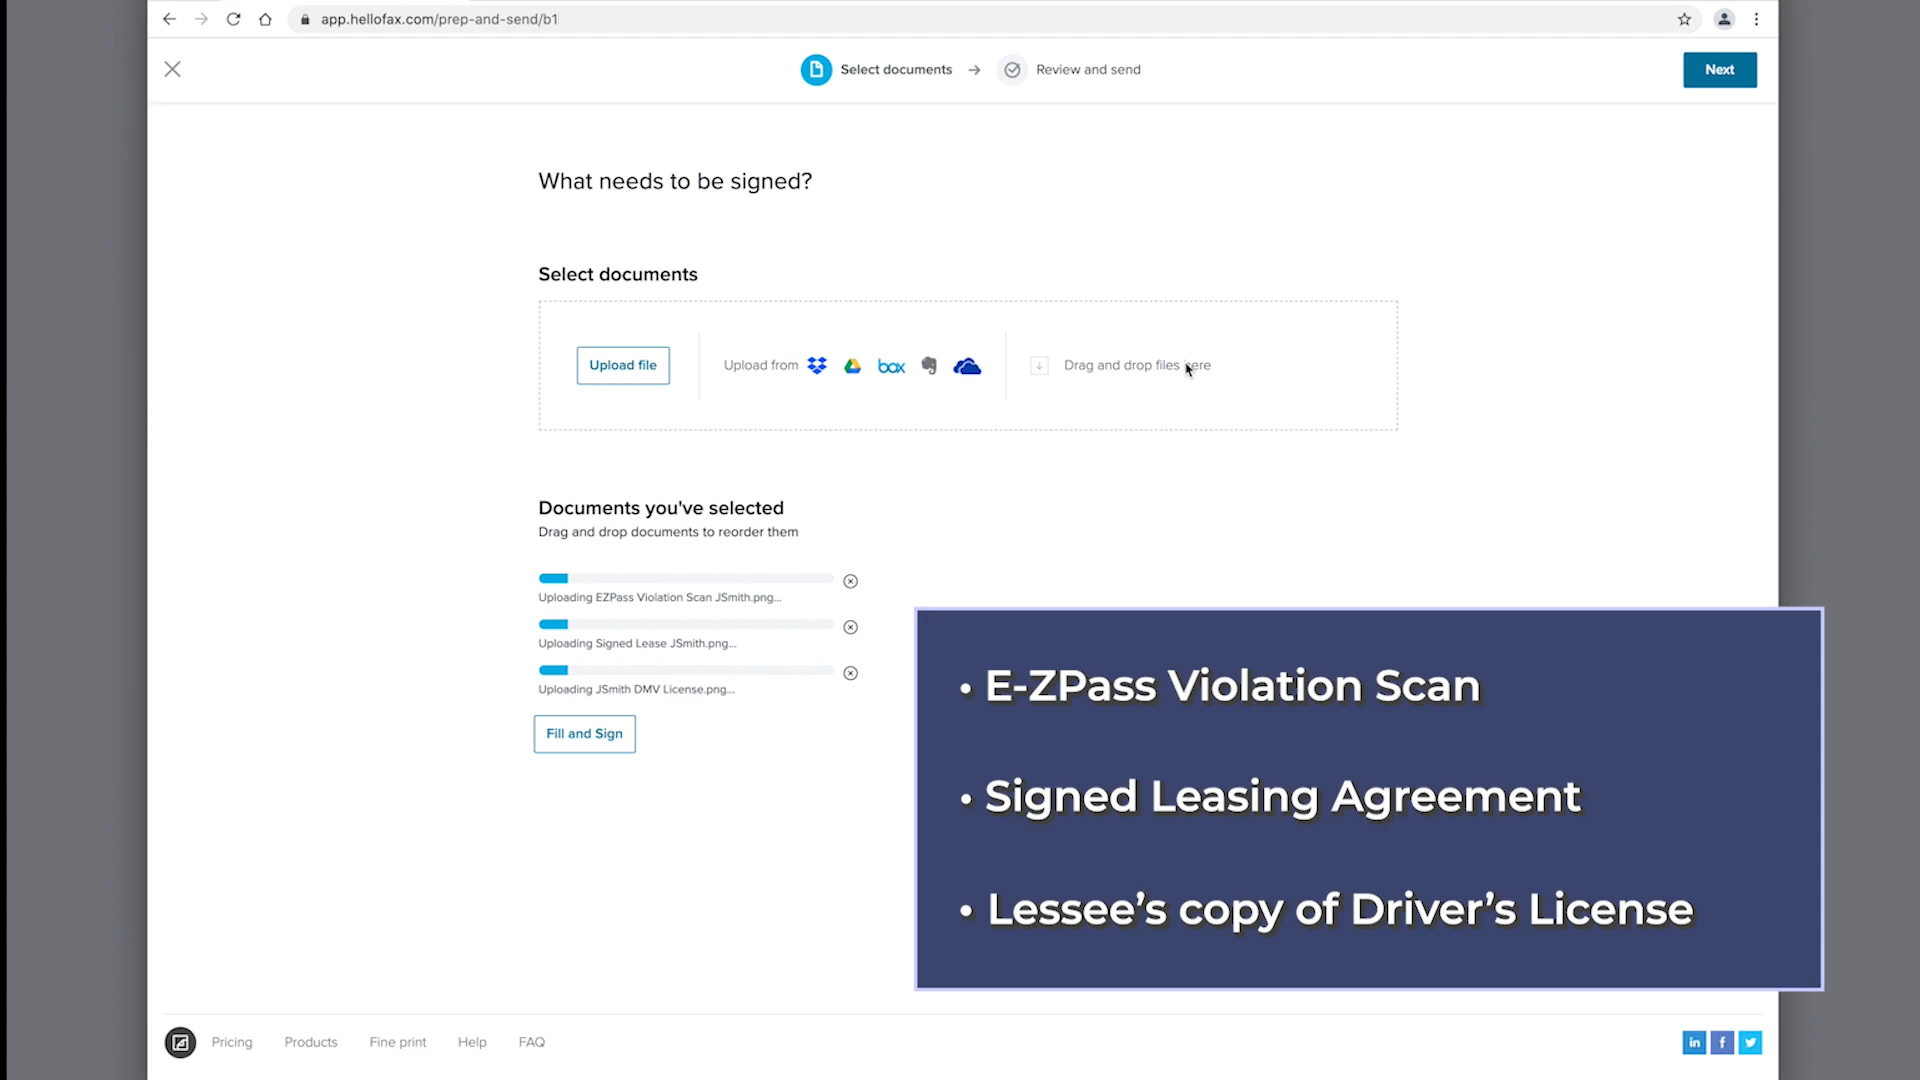 app.hellofax.com/prep-and-send/b1
Select documents
Review and send
Next
What needs to be signed?
Select documents
Upload file
Upload from
box
Drag and drop files here
Documents you've selected
Drag and drop documents to reorder them
Uploading EZPass Violation Scan JSmith.png...
Uploading Signed Lease JSmith.png...
Uploading JSmith DMV License.png...
Fill and Sign
• E-ZPass Violation Scan
• Signed Leasing Agreement
• Lessee’s copy of Driver’s License
Pricing
Products
Fine print
Help
FAQ
in
f